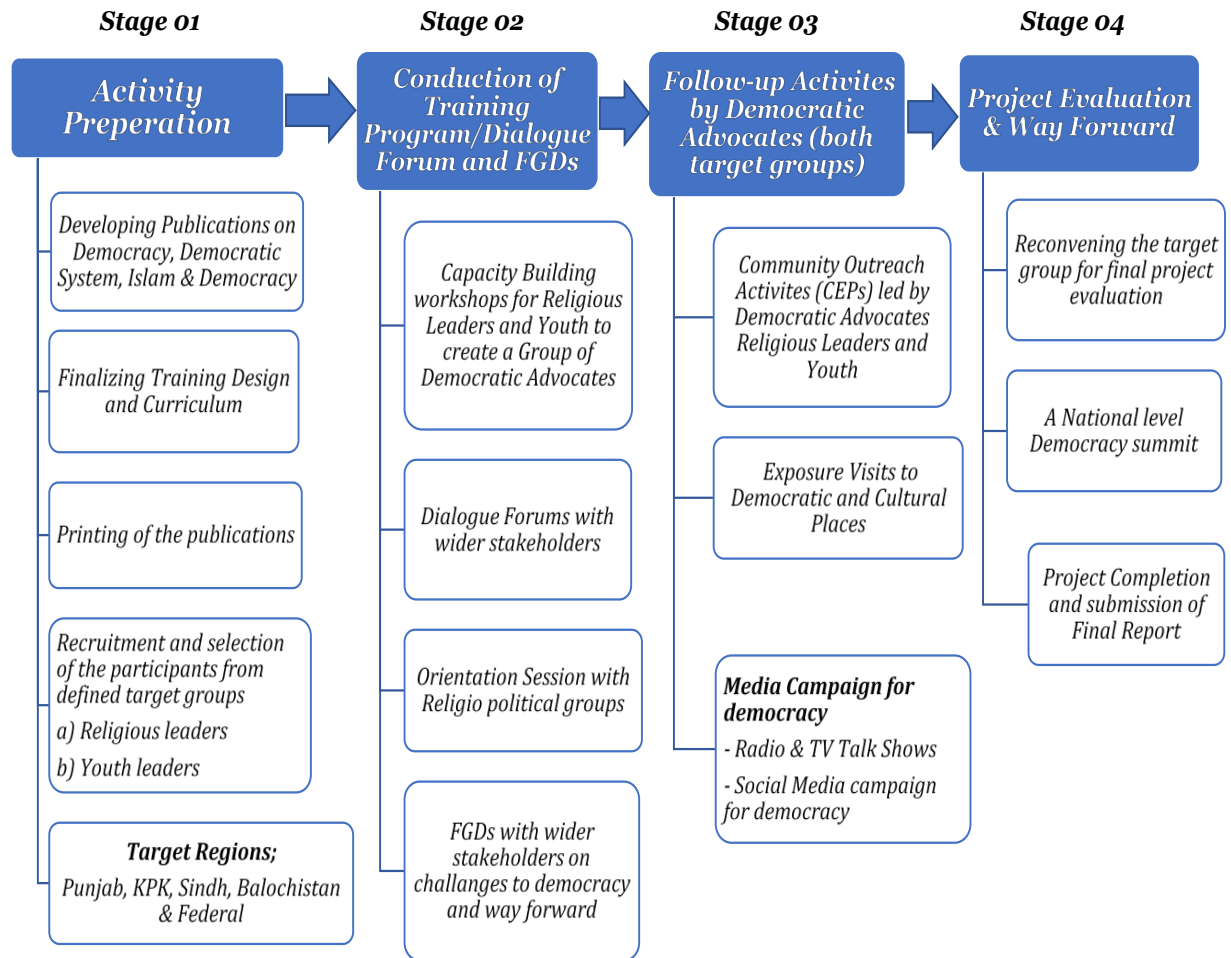 Stage 01
Activity
Preperation
Developing Publications on
Democracy, Democratic
System, Islam & Democracy
Finalizing Training Design
and Curriculum
Printing of the publications
Recruitment and selection
of the participants from
defined target groups
a) Religious leaders
b) Youth leaders
Target Regions;
Punjab, KPK, Sindh, Balochistan
& Federal
Stage 02
Conduction of
Training
Program/Dialogue
Forum and FGDs
Capacity Building
workshops for Religious
Leaders and Youth to
create a Group of
Democratic Advocates
Dialogue Forums with
wider stakeholders
Orientation Session with
Religio political groups
FGDs with wider
stakeholders on
challanges to democracy
and way forward
Stage 03
Follow-up Activites
by Democratic
Advocates (both
target groups)
Community Outreach
Activites (CEPs) led by
Democratic Advocates
Religious Leaders and
Youth
Exposure Visits to
Democratic and Cultural
Places
Media Campaign for
democracy
- Radio & TV Talk Shows
- Social Media campaign
for democracy
Stage 04
Project Evaluation
& Way Forward
Reconvening the target
group for final project
evaluation
A National level
Democracy summit
Project Completion
and submission of
Final Report